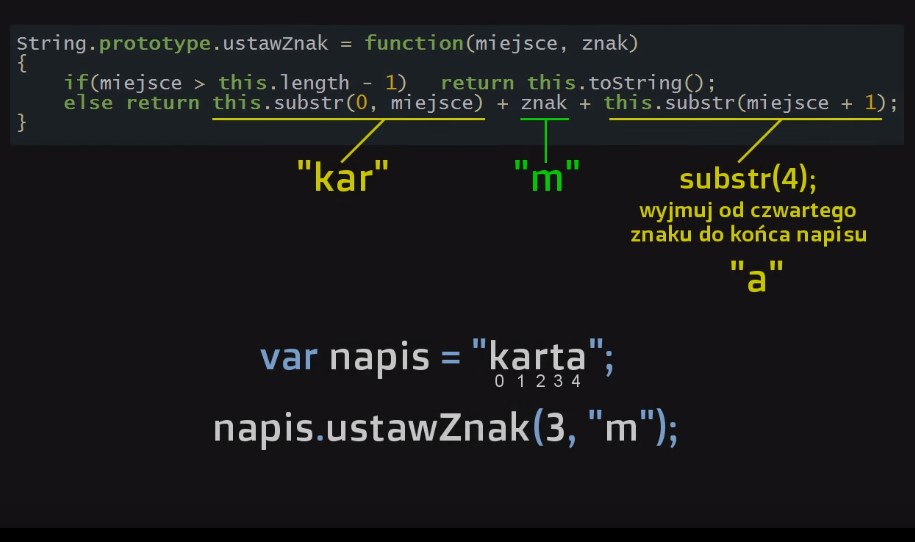 String.prototype.ustawZnak = function(miejsce, znak)
{
if(miejsce > this.length - 1) return this.toString();
else return this.substr(0, miejsce) + znak + this.substr(miejsce + 1);
}
"kar"
"m"
substr(4);
wyjmuj od czwartego
znaku do końca napisu
"a"
var napis = "karta";
0 1 2 3 4
napis.ustawZnak(3, "m");